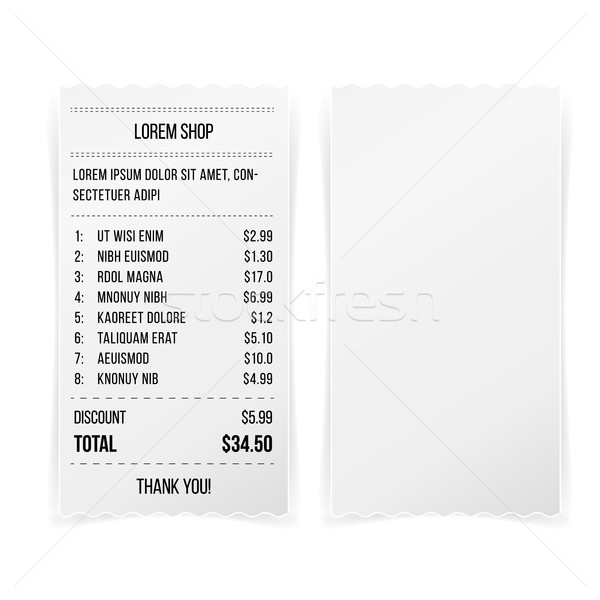 LOREM SHOP
LOREM IPSUM DOLOR SIT AMET, CON-
SECTETUER ADIPI
1: UT WISI ENIM $2.99
2: NIBH EUISMOD $1.30
3: RDOL MAGNA $17.0
4: MNONUY NIBH $6.99
5: KAOREET DOLORE $1.2
6: TALIQUAM ERAT $5.10
7: AEUISMOD $10.0
8: KNONUY NIB $4.99
DISCOUNT $5.99
TOTAL $34.50
THANK YOU!
stockfresh